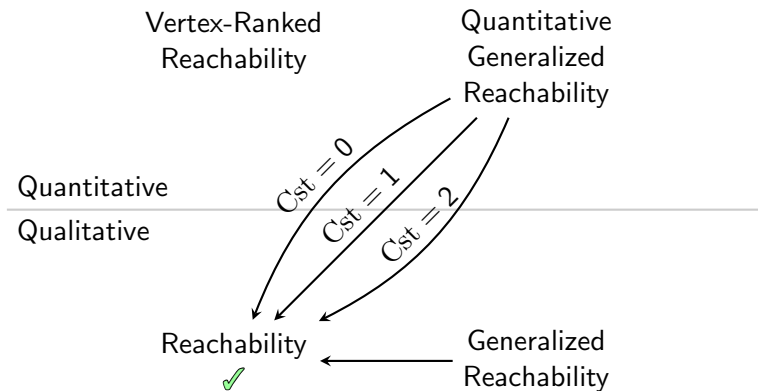 Vertex-Ranked
Reachability
Quantitative
Generalized
Reachability
Cst = 0
Cst = 1
Cst = 2
Quantitative
Qualitative
Reachability
✓
Generalized
Reachability